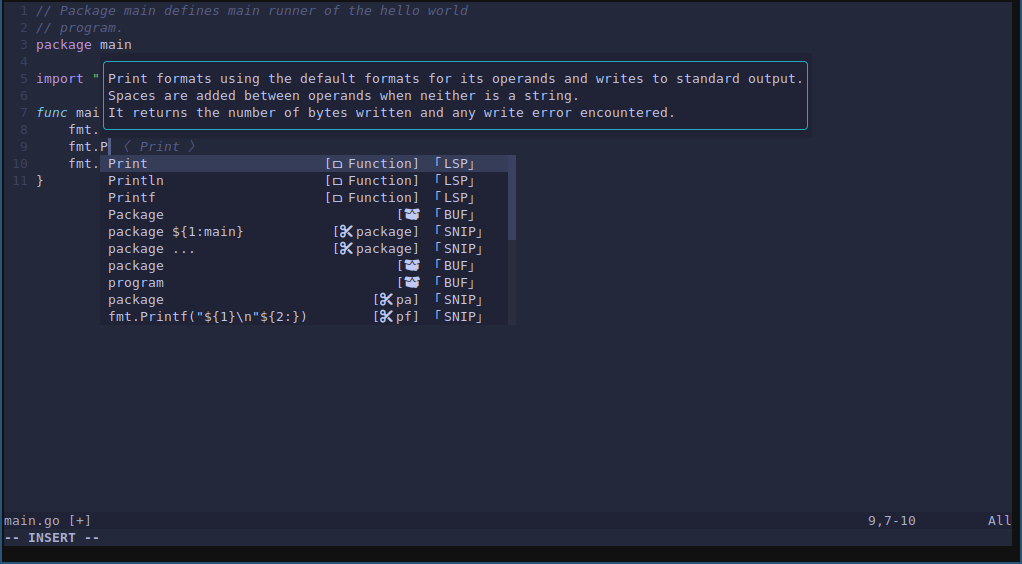 1 // Package main defines main runner of the hello world
2 // program.
3 package main
4
5 import "
6
7 func mai
8 fmt.
9 fmt.P 〈 Print 〉
10 fmt.
11 }
Print formats using the default formats for its operands and writes to standard output.
Spaces are added between operands when neither is a string.
It returns the number of bytes written and any write error encountered.
Print [Function] 「LSP」
Println [Function] 「LSP」
Printf [Function] 「LSP」
Package [ 「BUF」
package ${1:main} [package] 「SNIP」
package ... [package] 「SNIP」
package [ 「BUF」
program [ 「BUF」
package [pa] 「SNIP」
fmt.Printf("${1}\n"${2:}) [pf] 「SNIP」
main.go [+] 9,7-10 All
-- INSERT --